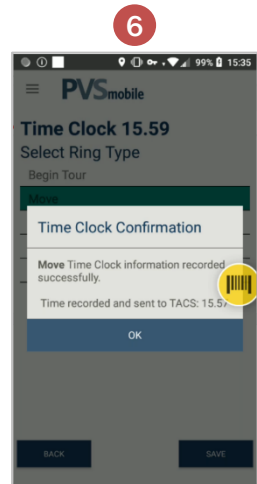 6
99% 15:35
PVSmobile
Time Clock 15.59
Select Ring Type
Begin Tour
Move
Time Clock Confirmation
Move Time Clock information recorded
successfully.
Time recorded and sent to TACS: 15.57
OK
BACK
SAVE